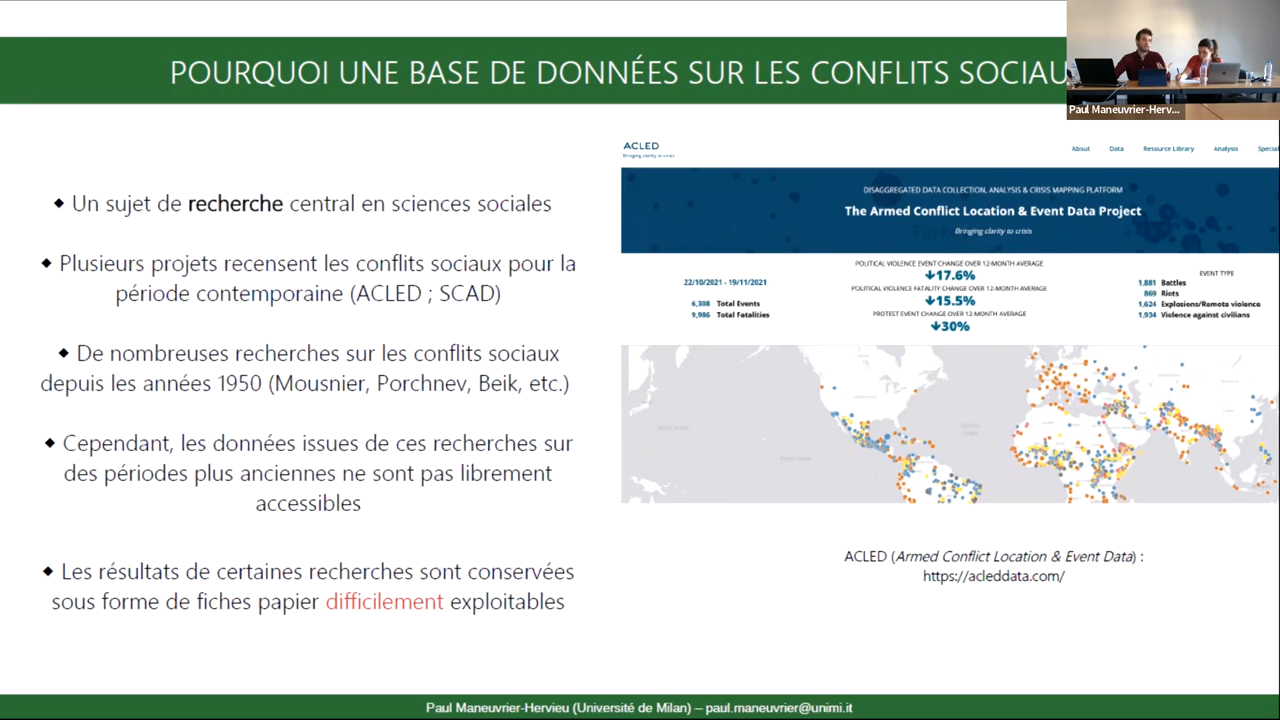 POURQUOI UNE BASE DE DONNÉES SUR LES CONFLITS SOCIAU
Paul Maneuvrier-Herv...
◆ Un sujet de recherche central en sciences sociales
◆ Plusieurs projets recensent les conflits sociaux pour la
période contemporaine (ACLED ; SCAD)
◆ De nombreuses recherches sur les conflits sociaux
depuis les années 1950 (Mousnier, Porchnev, Beik, etc.)
◆ Cependant, les données issues de ces recherches sur
des périodes plus anciennes ne sont pas librement
accessibles
◆ Les résultats de certaines recherches sont conservées
sous forme de fiches papier difficilement exploitables
ACLED
Bringing clarity to crisis
About Data Resource Library Analysis Special
DISAGGREGATED DATA COLLECTION, ANALYSIS & CRISIS MAPPING PLATFORM
The Armed Conflict Location & Event Data Project
Bringing clarity to crisis
22/10/2021 - 19/11/2021
6,308 Total Events
9,986 Total Fatalities
POLITICAL VIOLENCE EVENT CHANGE OVER 12-MONTH AVERAGE
↓17.6%
POLITICAL VIOLENCE FATALITY CHANGE OVER 12-MONTH AVERAGE
↓15.5%
PROTEST EVENT CHANGE OVER 12-MONTH AVERAGE
↓30%
EVENT TYPE
1,881 Battles
869 Riots
1,624 Explosions/Remote violence
1,934 Violence against civilians
ACLED (Armed Conflict Location & Event Data) :
https://acleddata.com/
Paul Maneuvrier-Hervieu (Université de Milan) – paul.maneuvrier@unimi.it